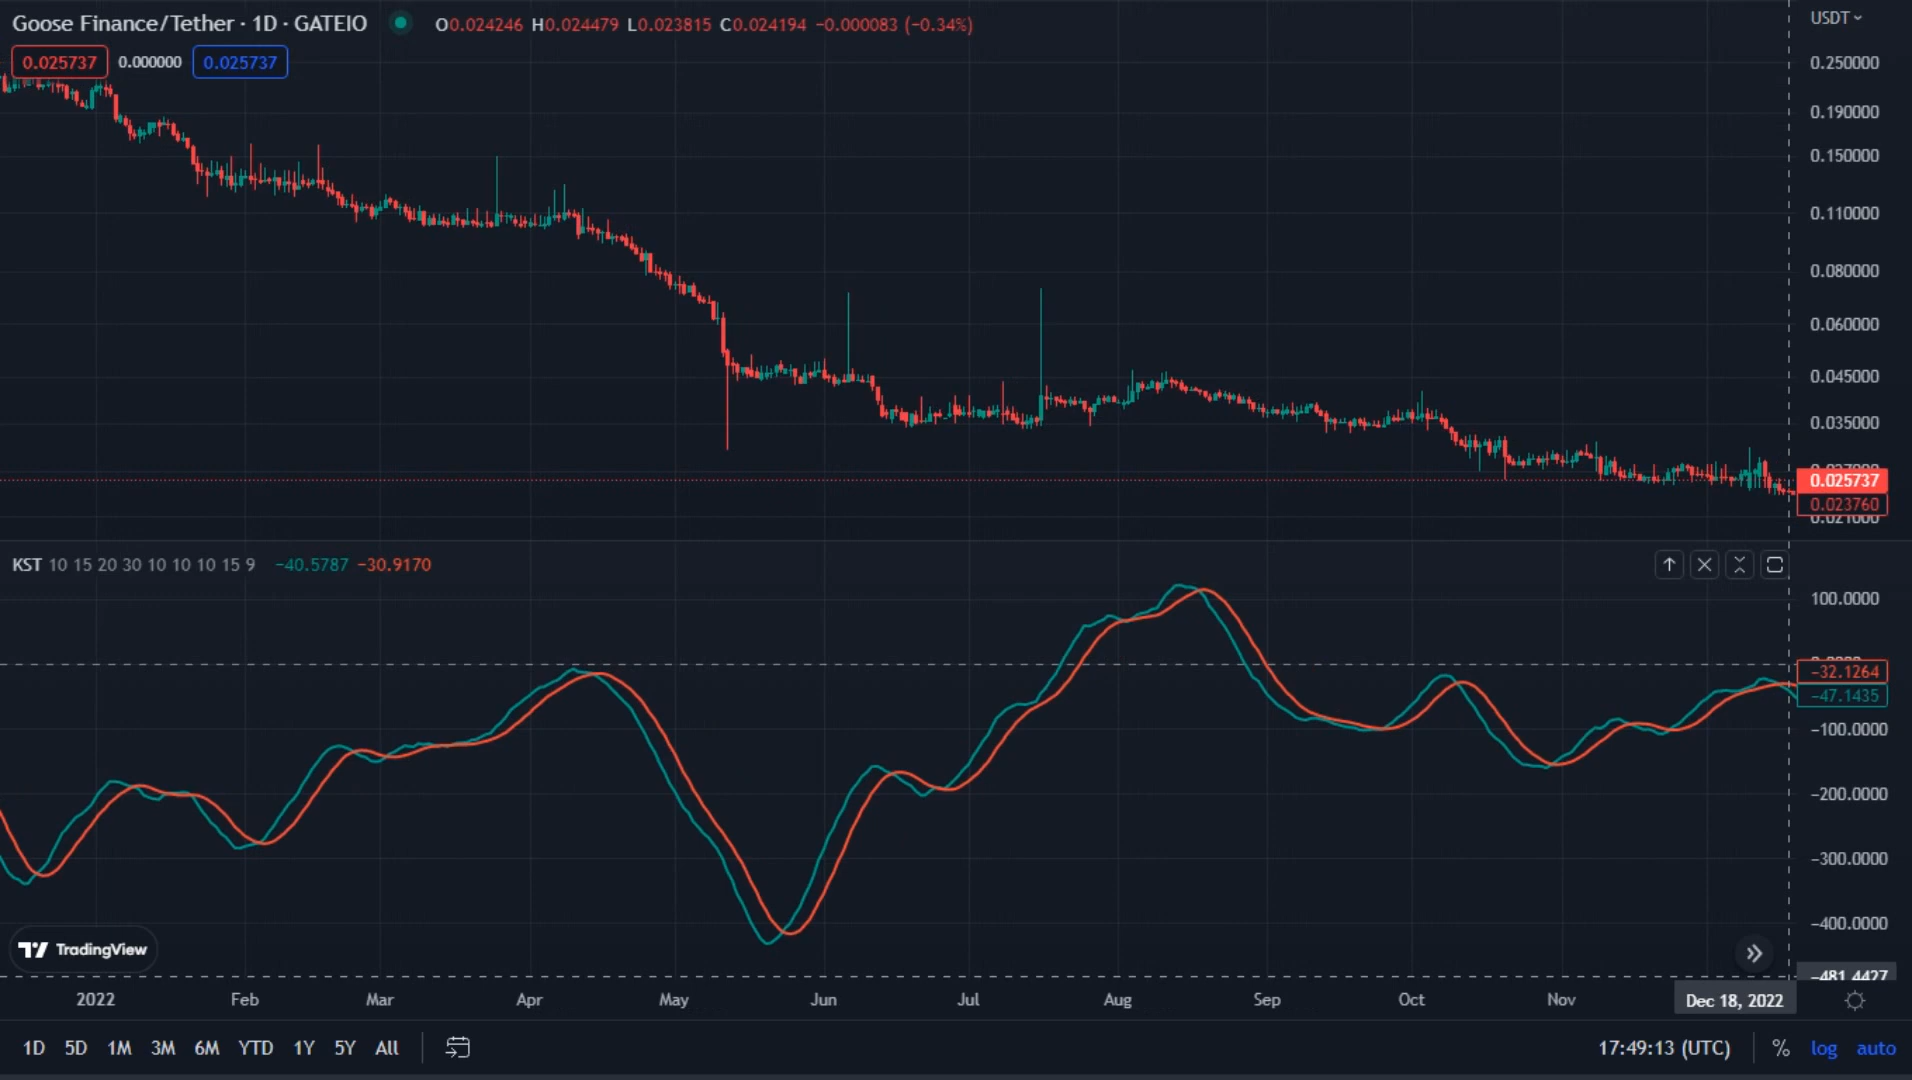 Goose Finance/Tether · 1D · GATEIO O0.024246 H0.024479 L0.023815 C0.024194 −0.000083 (−0.34%)
USDT
0.025737 0.000000 0.025737
0.250000
0.190000
0.150000
0.110000
0.080000
0.060000
0.045000
0.035000
0.025737
0.023760
0.021000
KST 10 15 20 30 10 10 10 15 9 −40.5787 −30.9170
100.0000
−32.1264
−47.1435
−100.0000
−200.0000
−300.0000
−400.0000
TradingView
−481.4427
2022 Feb Mar Apr May Jun Jul Aug Sep Oct Nov Dec 18, 2022
1D 5D 1M 3M 6M YTD 1Y 5Y All 17:49:13 (UTC) % log auto